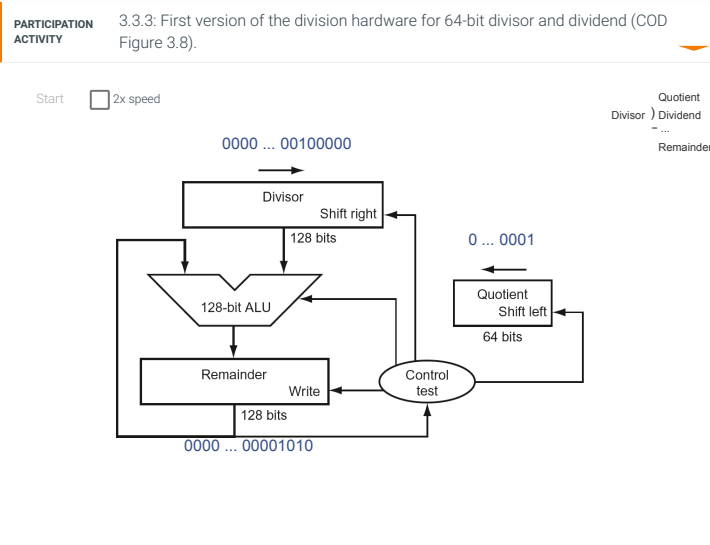 PARTICIPATION ACTIVITY
3.3.3: First version of the division hardware for 64-bit divisor and dividend (COD
Figure 3.8).
Start
2x speed
Quotient
Divisor ) Dividend
− ...
Remainder
0000 ... 00100000
Divisor
Shift right
128 bits
0 ... 0001
128-bit ALU
Quotient
Shift left
64 bits
Remainder
Write
Control
test
128 bits
0000 ... 00001010